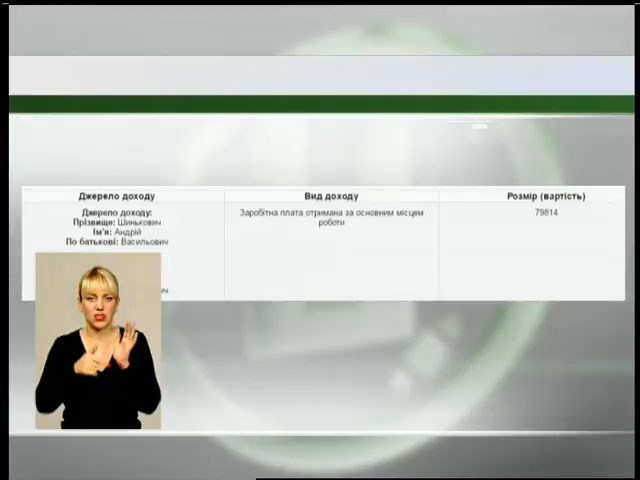 Джерело доходу
Вид доходу
Розмір (вартість)
Джерело доходу:
Прізвище: Шинькович
Ім'я: Андрій
По батькові: Васильович
Заробітна плата отримана за основним місцем
роботи
79814